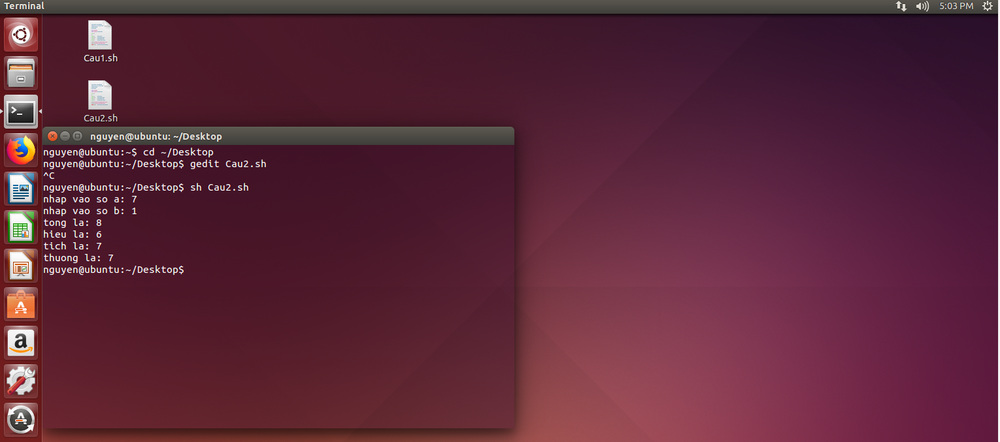 Terminal
5:03 PM
Cau1.sh
Cau2.sh
nguyen@ubuntu: ~/Desktop
nguyen@ubuntu:~$ cd ~/Desktop
nguyen@ubuntu:~/Desktop$ gedit Cau2.sh
^C
nguyen@ubuntu:~/Desktop$ sh Cau2.sh
nhap vao so a: 7
nhap vao so b: 1
tong la: 8
hieu la: 6
tich la: 7
thuong la: 7
nguyen@ubuntu:~/Desktop$